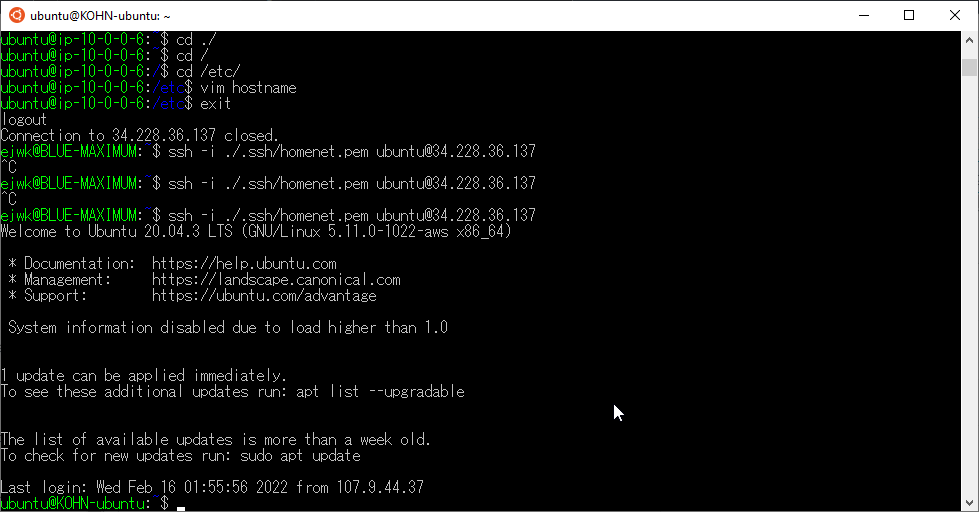 ubuntu@KOHN-ubuntu: ~
ubuntu@ip-10-0-0-6:~$ cd ./
ubuntu@ip-10-0-0-6:~$ cd /
ubuntu@ip-10-0-0-6:/$ cd /etc/
ubuntu@ip-10-0-0-6:/etc$ vim hostname
ubuntu@ip-10-0-0-6:/etc$ exit
logout
Connection to 34.228.36.137 closed.
ejwk@BLUE-MAXIMUM:~$ ssh -i ./.ssh/homenet.pem ubuntu@34.228.36.137
^C
ejwk@BLUE-MAXIMUM:~$ ssh -i ./.ssh/homenet.pem ubuntu@34.228.36.137
^C
ejwk@BLUE-MAXIMUM:~$ ssh -i ./.ssh/homenet.pem ubuntu@34.228.36.137
Welcome to Ubuntu 20.04.3 LTS (GNU/Linux 5.11.0-1022-aws x86_64)
* Documentation:  https://help.ubuntu.com
* Management:     https://landscape.canonical.com
* Support:        https://ubuntu.com/advantage
System information disabled due to load higher than 1.0
1 update can be applied immediately.
To see these additional updates run: apt list --upgradable
The list of available updates is more than a week old.
To check for new updates run: sudo apt update
Last login: Wed Feb 16 01:55:56 2022 from 107.9.44.37
ubuntu@KOHN-ubuntu:~$